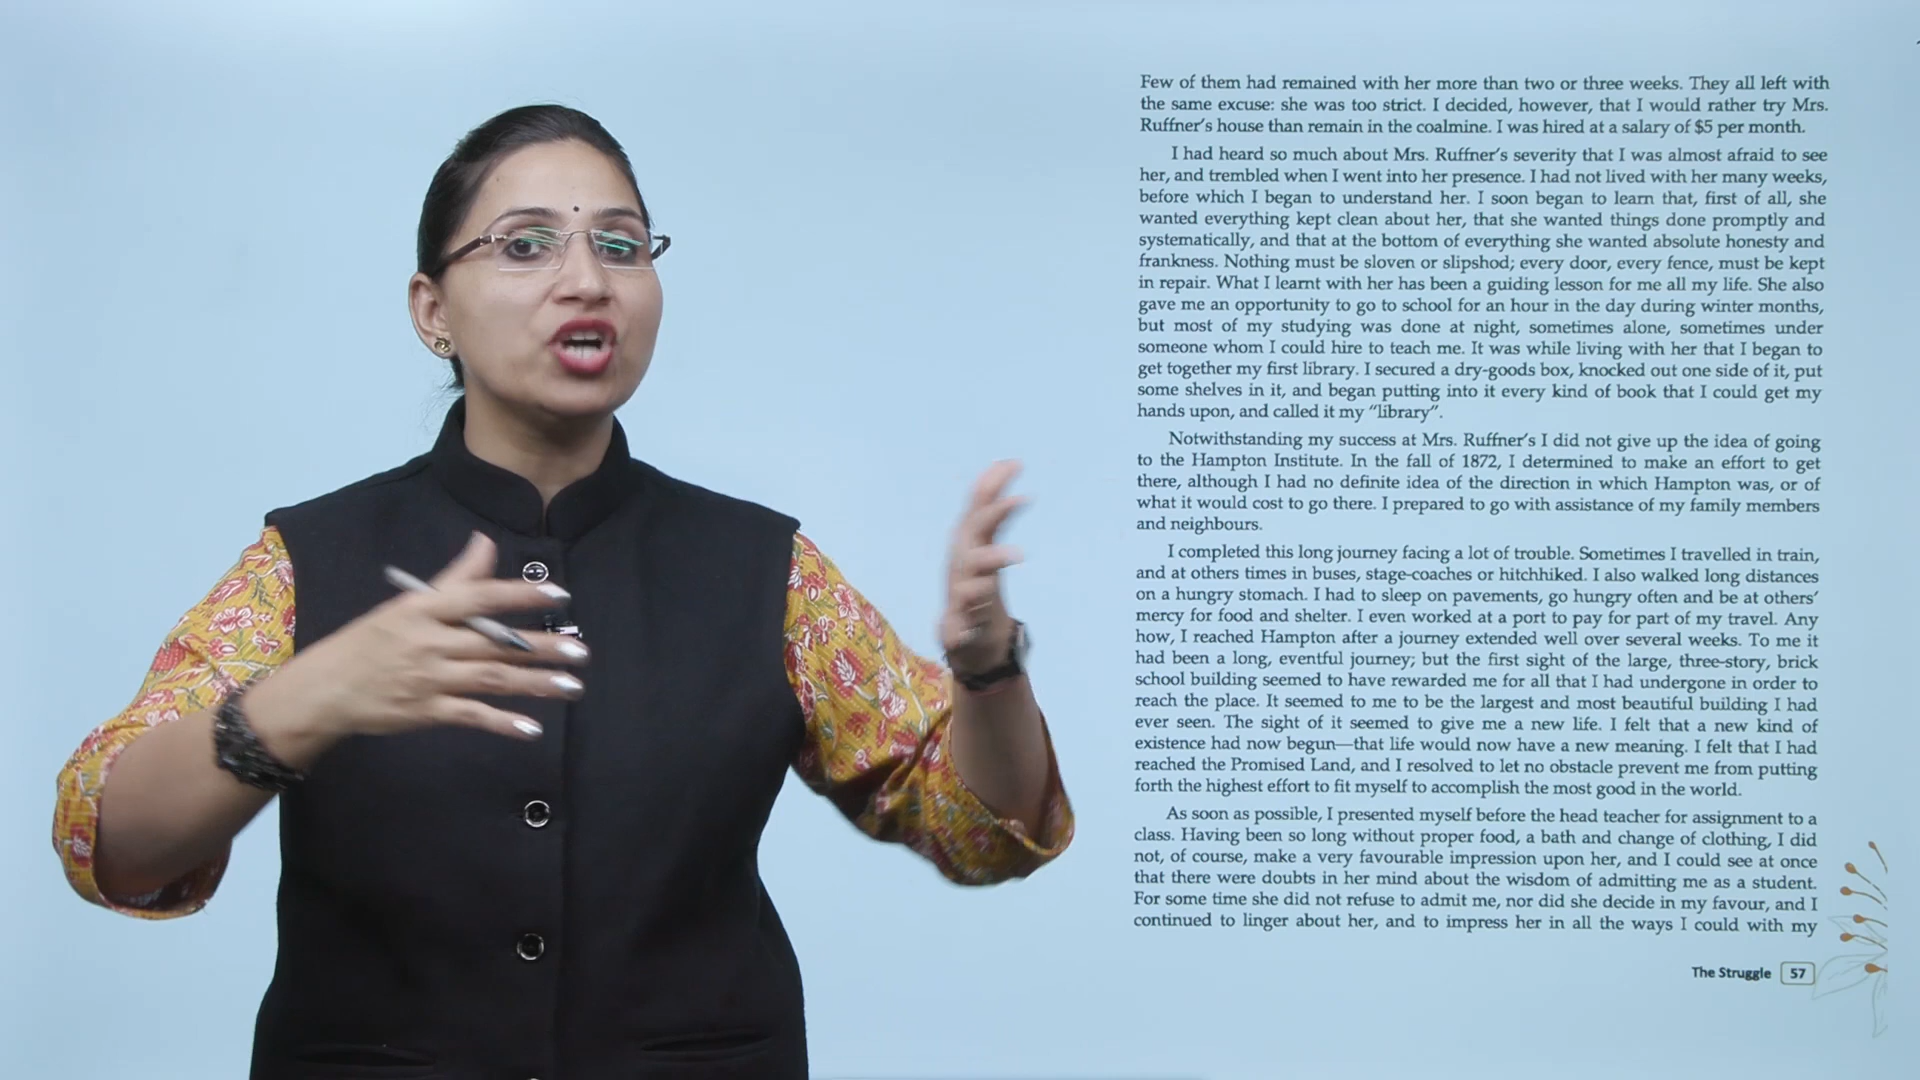 Few of them had remained with her more than two or three weeks. They all left with
the same excuse: she was too strict. I decided, however, that I would rather try Mrs.
Ruffner's house than remain in the coalmine. I was hired at a salary of $5 per month.
I had heard so much about Mrs. Ruffner's severity that I was almost afraid to see
her, and trembled when I went into her presence. I had not lived with her many weeks,
before which I began to understand her. I soon began to learn that, first of all, she
wanted everything kept clean about her, that she wanted things done promptly and
systematically, and that at the bottom of everything she wanted absolute honesty and
frankness. Nothing must be sloven or slipshod; every door, every fence, must be kept
in repair. What I learnt with her has been a guiding lesson for me all my life. She also
gave me an opportunity to go to school for an hour in the day during winter months,
but most of my studying was done at night, sometimes alone, sometimes under
someone whom I could hire to teach me. It was while living with her that I began to
get together my first library. I secured a dry-goods box, knocked out one side of it, put
some shelves in it, and began putting into it every kind of book that I could get my
hands upon, and called it my “library”.
Notwithstanding my success at Mrs. Ruffner's I did not give up the idea of going
to the Hampton Institute. In the fall of 1872, I determined to make an effort to get
there, although I had no definite idea of the direction in which Hampton was, or of
what it would cost to go there. I prepared to go with assistance of my family members
and neighbours.
I completed this long journey facing a lot of trouble. Sometimes I travelled in train,
and at others times in buses, stage-coaches or hitchhiked. I also walked long distances
on a hungry stomach. I had to sleep on pavements, go hungry often and be at others'
mercy for food and shelter. I even worked at a port to pay for part of my travel. Any
how, I reached Hampton after a journey extended well over several weeks. To me it
had been a long, eventful journey; but the first sight of the large, three-story, brick
school building seemed to have rewarded me for all that I had undergone in order to
reach the place. It seemed to me to be the largest and most beautiful building I had
ever seen. The sight of it seemed to give me a new life. I felt that a new kind of
existence had now begun—that life would now have a new meaning. I felt that I had
reached the Promised Land, and I resolved to let no obstacle prevent me from putting
forth the highest effort to fit myself to accomplish the most good in the world.
As soon as possible, I presented myself before the head teacher for assignment to a
class. Having been so long without proper food, a bath and change of clothing, I did
not, of course, make a very favourable impression upon her, and I could see at once
that there were doubts in her mind about the wisdom of admitting me as a student.
For some time she did not refuse to admit me, nor did she decide in my favour, and I
continued to linger about her, and to impress her in all the ways I could with my
The Struggle 57